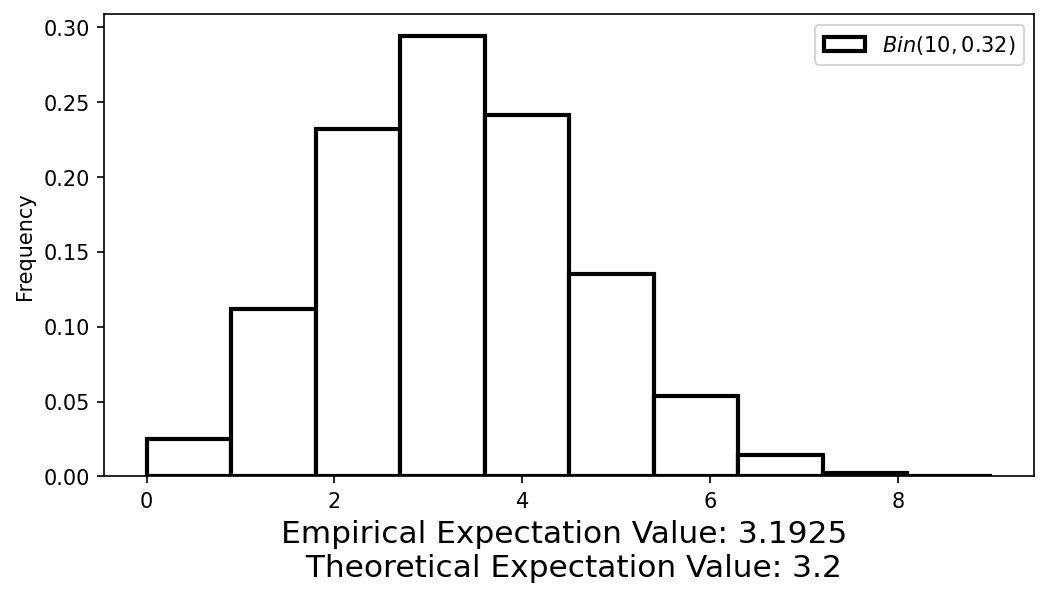 0.30
0.25
0.20
0.15
0.10
0.05
0.00
Frequency
Bin(10, 0.32)
0 2 4 6 8
Empirical Expectation Value: 3.1925
Theoretical Expectation Value: 3.2